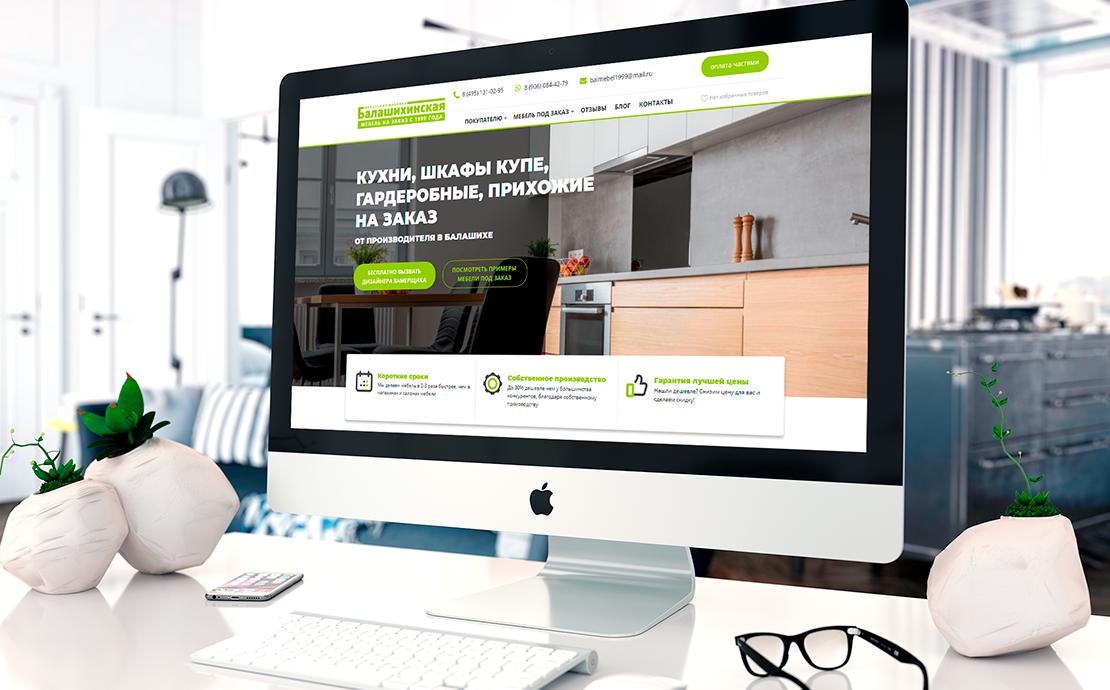 МЕБЕЛЬНАЯ ФАБРИКА
Балашихинская
МЕБЕЛЬ НА ЗАКАЗ С 1999 ГОДА
8 (495) 131-02-95
8 (906) 084-42-79
balmebel1999@mail.ru
оплата частями
ПОКУПАТЕЛЮ
МЕБЕЛЬ ПОД ЗАКАЗ
ОТЗЫВЫ
БЛОГ
КОНТАКТЫ
Нет избранных товаров
КУХНИ, ШКАФЫ КУПЕ,
ГАРДЕРОБНЫЕ, ПРИХОЖИЕ
НА ЗАКАЗ
ОТ ПРОИЗВОДИТЕЛЯ В БАЛАШИХЕ
БЕСПЛАТНО ВЫЗВАТЬ
ДИЗАЙНЕРА ЗАМЕРЩИКА
ПОСМОТРЕТЬ ПРИМЕРЫ
МЕБЕЛИ ПОД ЗАКАЗ
Короткие сроки
Мы делаем мебель в 2-3 раза быстрее, чем в
магазинах и салонах мебели
Собственное производство
До 30% дешевле чем у большинства
конкурентов, благодаря собственному
производству
Гарантия лучшей цены
Нашли дешевле? Снизим цену для вас и
сделаем скидку!